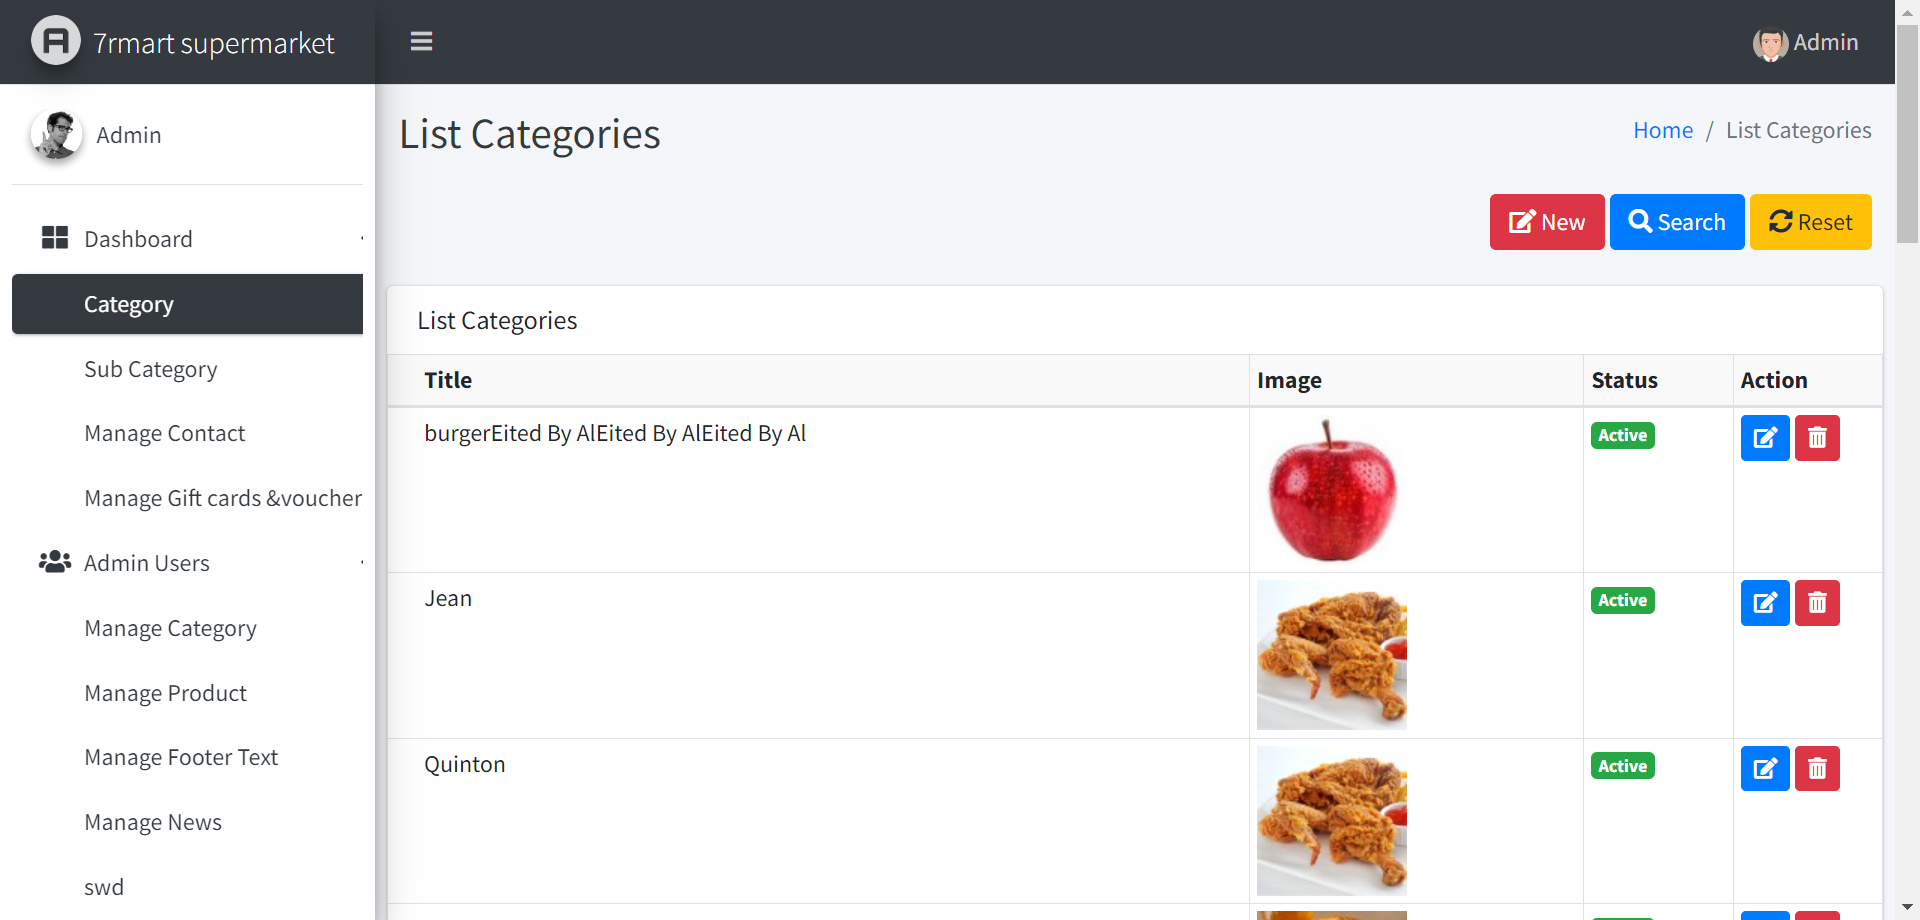 7rmart supermarket
Admin
Admin
Dashboard
Category
Sub Category
Manage Contact
Manage Gift cards &voucher
Admin Users
Manage Category
Manage Product
Manage Footer Text
Manage News
swd
List Categories
Home / List Categories
New Search Reset
List Categories
Title Image Status Action
burgerEited By AlEited By AlEited By Al Active
Jean Active
Quinton Active